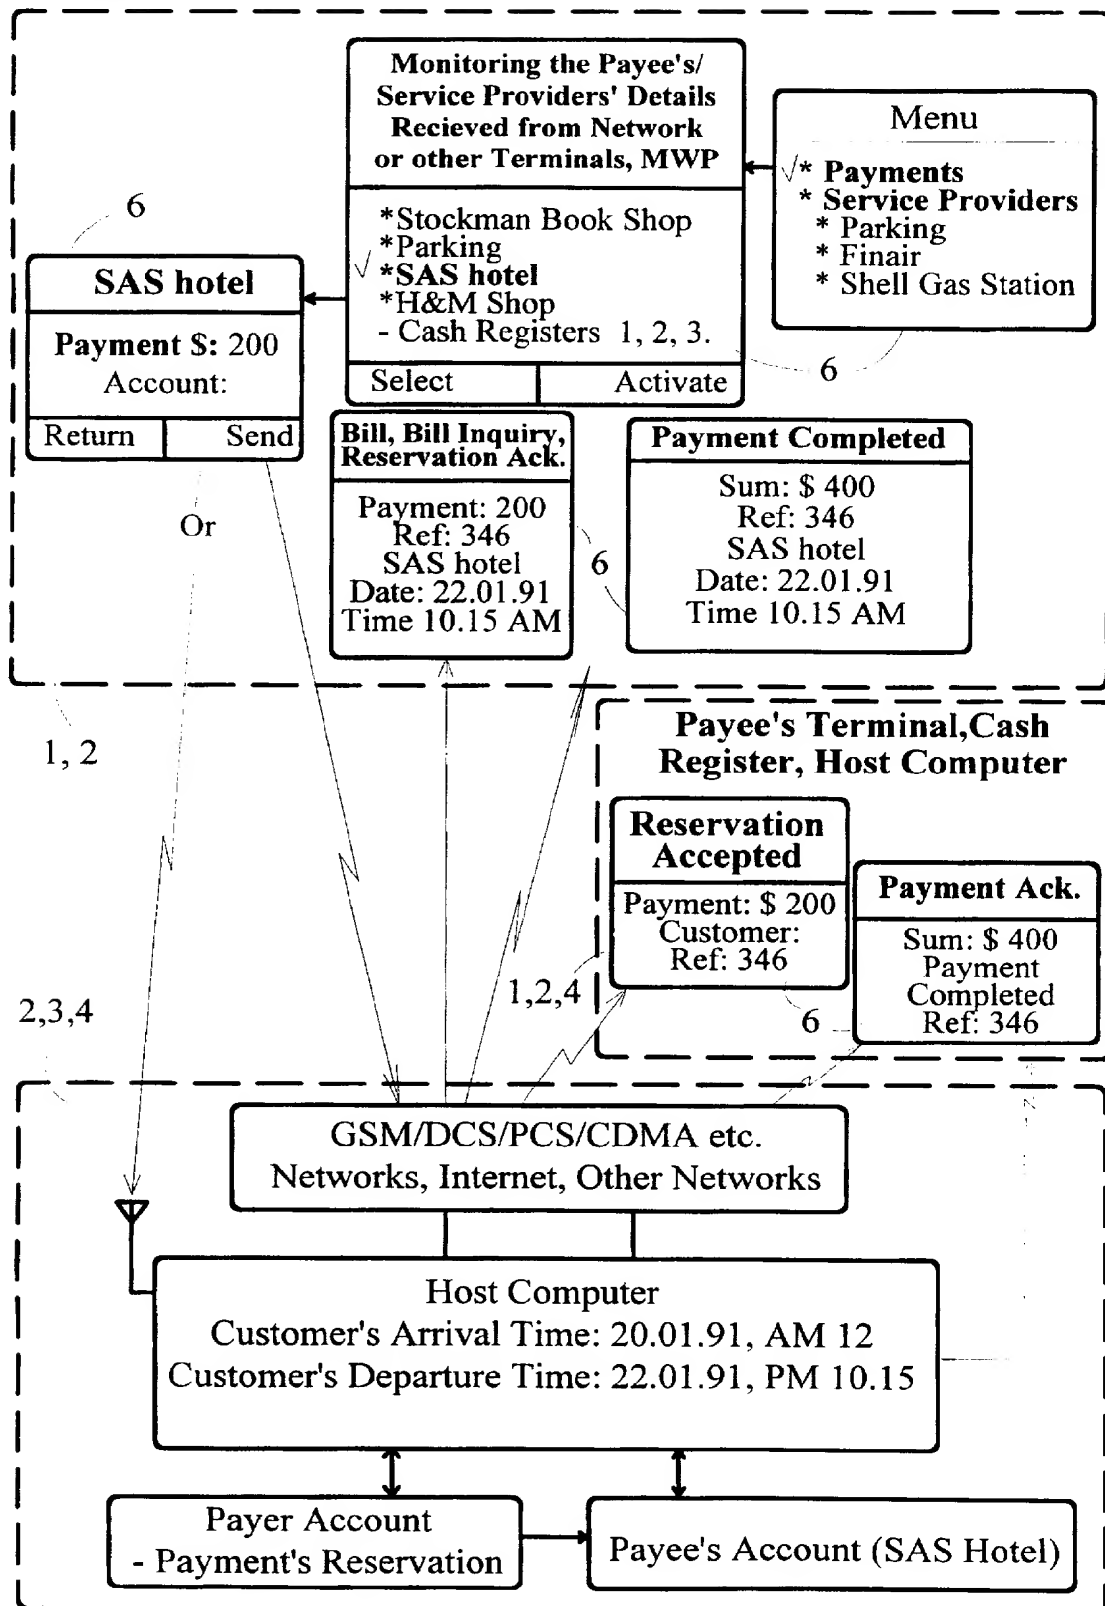 Monitoring the Payee's/
Service Providers' Details
Recieved from Network
or other Terminals, MWP
*Stockman Book Shop
*Parking
√ *SAS hotel
*H&M Shop
- Cash Registers 1, 2, 3.
Select Activate
Menu
√* Payments
* Service Providers
* Parking
* Finair
* Shell Gas Station
6
6
SAS hotel
Payment $: 200
Account:
Return Send
Or
Bill, Bill Inquiry,
Reservation Ack.
Payment: 200
Ref: 346
SAS hotel
Date: 22.01.91
Time 10.15 AM
6
Payment Completed
Sum: $ 400
Ref: 346
SAS hotel
Date: 22.01.91
Time 10.15 AM
1, 2
Payee's Terminal,Cash
Register, Host Computer
Reservation
Accepted
Payment: $ 200
Customer:
Ref: 346
Payment Ack.
Sum: $ 400
Payment
Completed
Ref: 346
1,2,4
6
2,3,4
GSM/DCS/PCS/CDMA etc.
Networks, Internet, Other Networks
Host Computer
Customer's Arrival Time: 20.01.91, AM 12
Customer's Departure Time: 22.01.91, PM 10.15
Payer Account
- Payment's Reservation
Payee's Account (SAS Hotel)